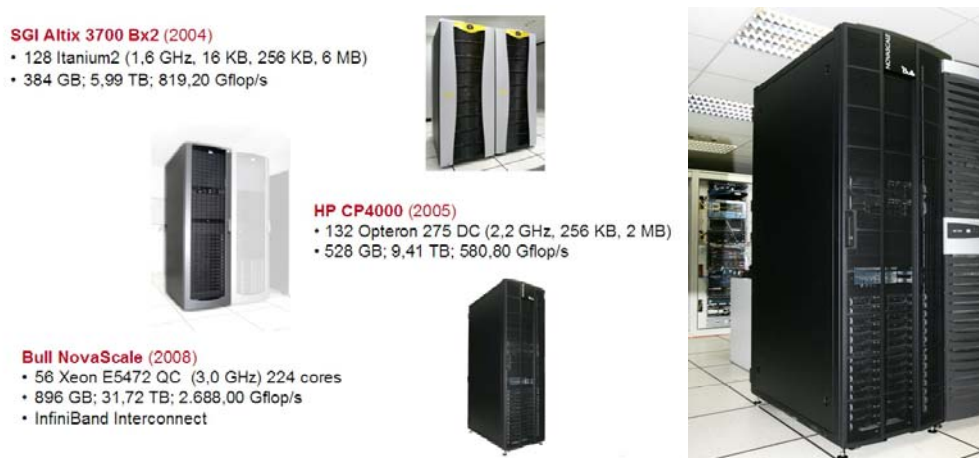 SGI Altix 3700 Bx2 (2004)
• 128 Itanium2 (1,6 GHz, 16 KB, 256 KB, 6 MB)
• 384 GB; 5,99 TB; 819,20 Gflop/s
HP CP4000 (2005)
• 132 Opteron 275 DC (2,2 GHz, 256 KB, 2 MB)
• 528 GB; 9,41 TB; 580,80 Gflop/s
Bull NovaScale (2008)
• 56 Xeon E5472 QC (3,0 GHz) 224 cores
• 896 GB; 31,72 TB; 2.688,00 Gflop/s
• InfiniBand Interconnect
NOVASCALE